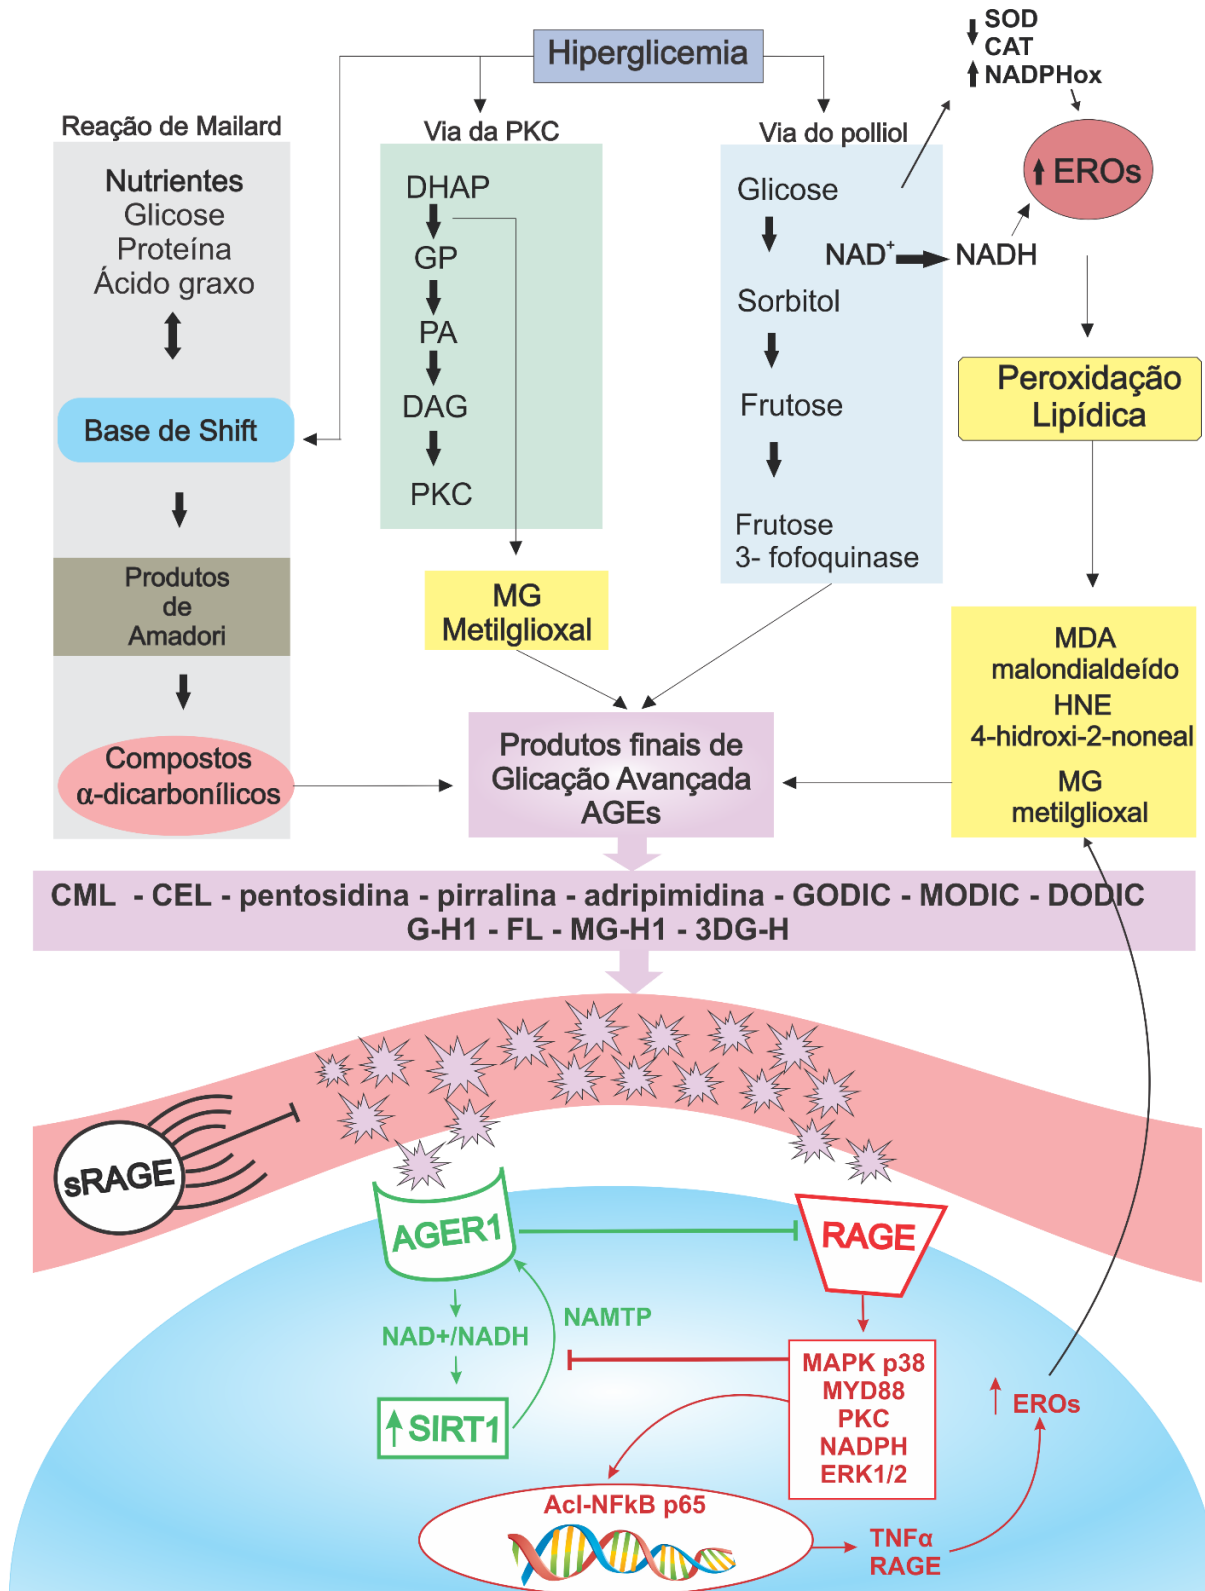 Hiperglicemia
SOD
CAT
NADPHox
EROs
Reação de Mailard
Nutrientes
Glicose
Proteína
Ácido graxo
Base de Shift
Produtos
de
Amadori
Compostos
α-dicarbonílicos
Via da PKC
DHAP
GP
PA
DAG
PKC
MG
Metilglioxal
Via do polliol
Glicose
NAD+
NADH
Sorbitol
Frutose
Frutose
3- fofoquinase
Peroxidação
Lipídica
MDA
malondialdeído
HNE
4-hidroxi-2-noneal
MG
metilglioxal
Produtos finais de
Glicação Avançada
AGEs
CML - CEL - pentosidina - pirralina - adripimidina - GODIC - MODIC - DODIC
G-H1 - FL - MG-H1 - 3DG-H
sRAGE
AGER1
RAGE
NAMTP
NAD+/NADH
SIRT1
MAPK p38
MYD88
PKC
NADPH
ERK1/2
EROs
Acl-NFkB p65
TNFα
RAGE